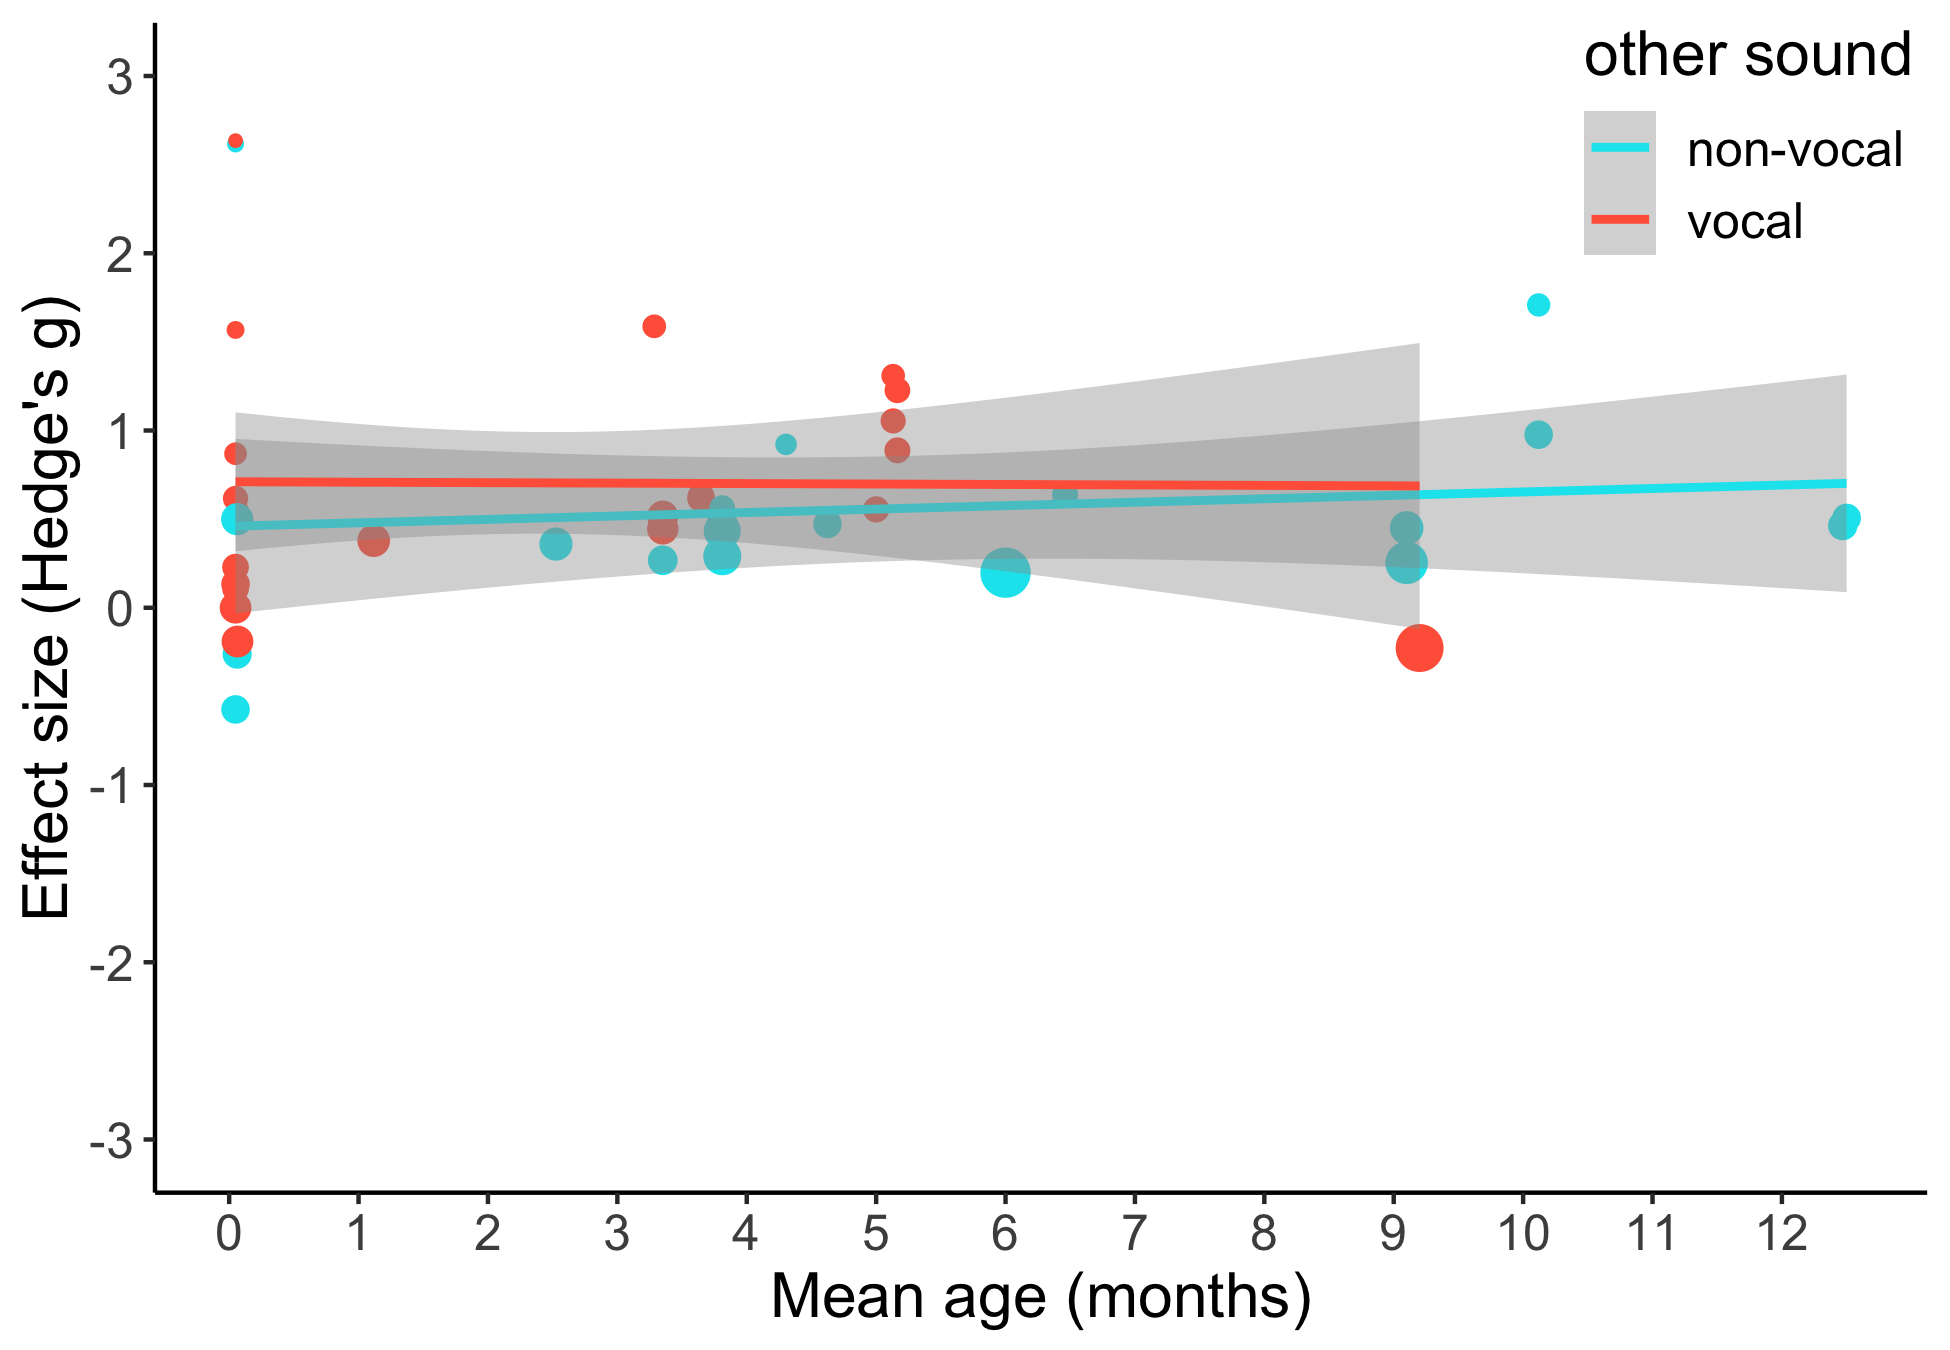 other sound
non-vocal
vocal
Effect size (Hedge's g)
3
2
1
0
-1
-2
-3
0 1 2 3 4 5 6 7 8 9 10 11 12
Mean age (months)